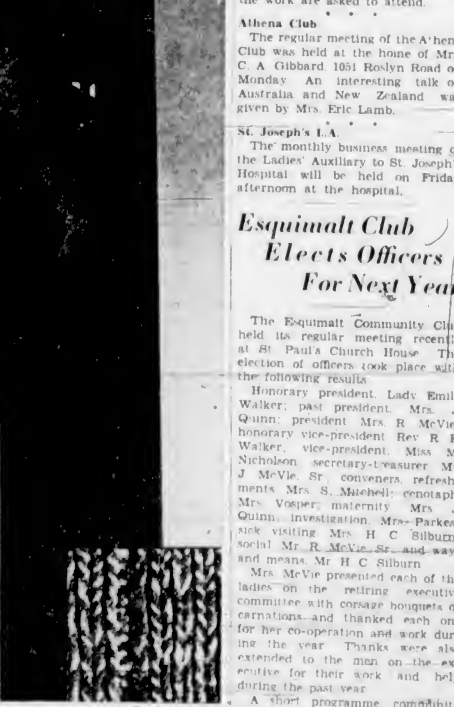 the work are asked to attend.
Athena Club
The regular meeting of the Athen
Club was held at the home of Mr
C. A Gibbard. 1051 Roslyn Road o
Monday An interesting talk o
Australia and New Zealand wa
given by Mrs. Eric Lamb.
St. Joseph's L.A.
The monthly business meeting o
the Ladies' Auxiliary to St. Joseph'
Hospital will be held on Frida
afternoon at the hospital.
Esquimalt Club
Elects Officers
For Next Year
The Esquimalt Community Clu
held its regular meeting recentl
at St Paul's Church House Th
election of officers took place wit
the following results
Honorary president, Lady Emil
Walker; past president, Mrs.
Quinn; president Mrs. R McVie
honorary vice-president Rev R
Walker, vice-president, Miss M
Nicholson secretary-treasurer M
J McVie, Sr, conveners, refresh
ments Mrs. S. Mitchell; cenotaph
Mrs Vosper; maternity Mrs
Quinn, investigation, Mrs Parkes
sick visiting Mrs H C Silburn
social Mr R McVie Sr and way
and means, Mr H C Silburn
Mrs McVie presented each of th
ladies on the retiring executiv
committee with corsage bouquets o
carnations and thanked each on
for her co-operation and work dur
ing the year Thanks were als
extended to the men on the ex
ecutive for their work and hel
during the past year
A short programme